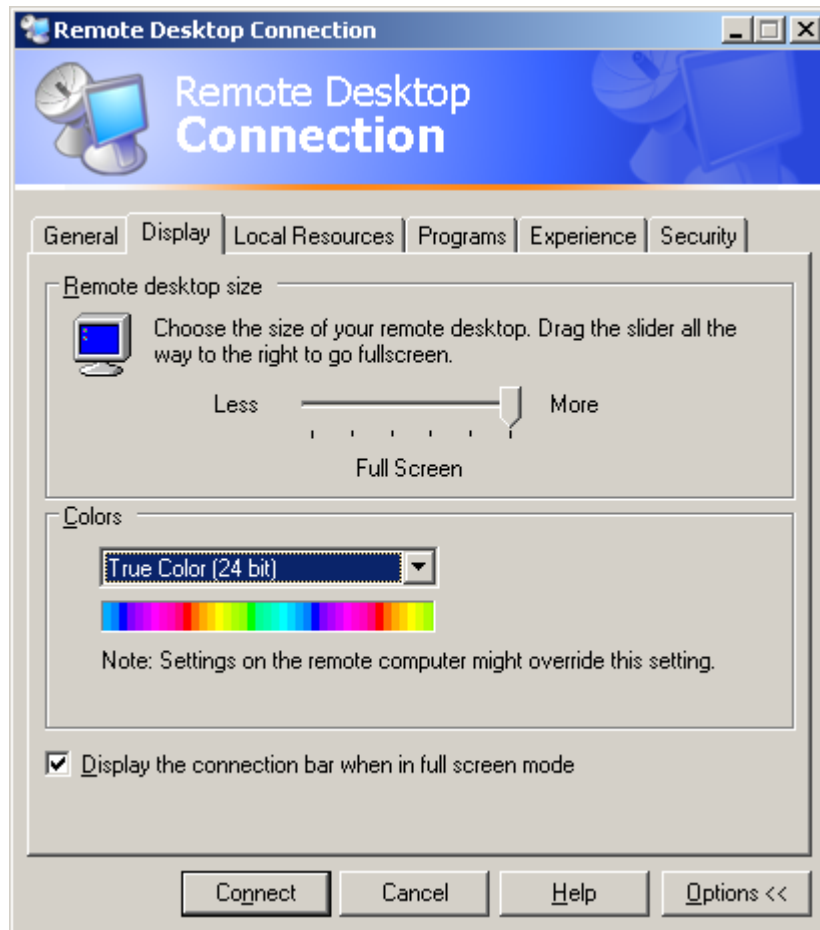 Remote Desktop Connection
Remote Desktop
Connection
General Display Local Resources Programs Experience Security
Remote desktop size
Choose the size of your remote desktop. Drag the slider all the
way to the right to go fullscreen.
Less More
Full Screen
Colors
True Color (24 bit)
Note: Settings on the remote computer might override this setting.
Display the connection bar when in full screen mode
Connect Cancel Help Options <<